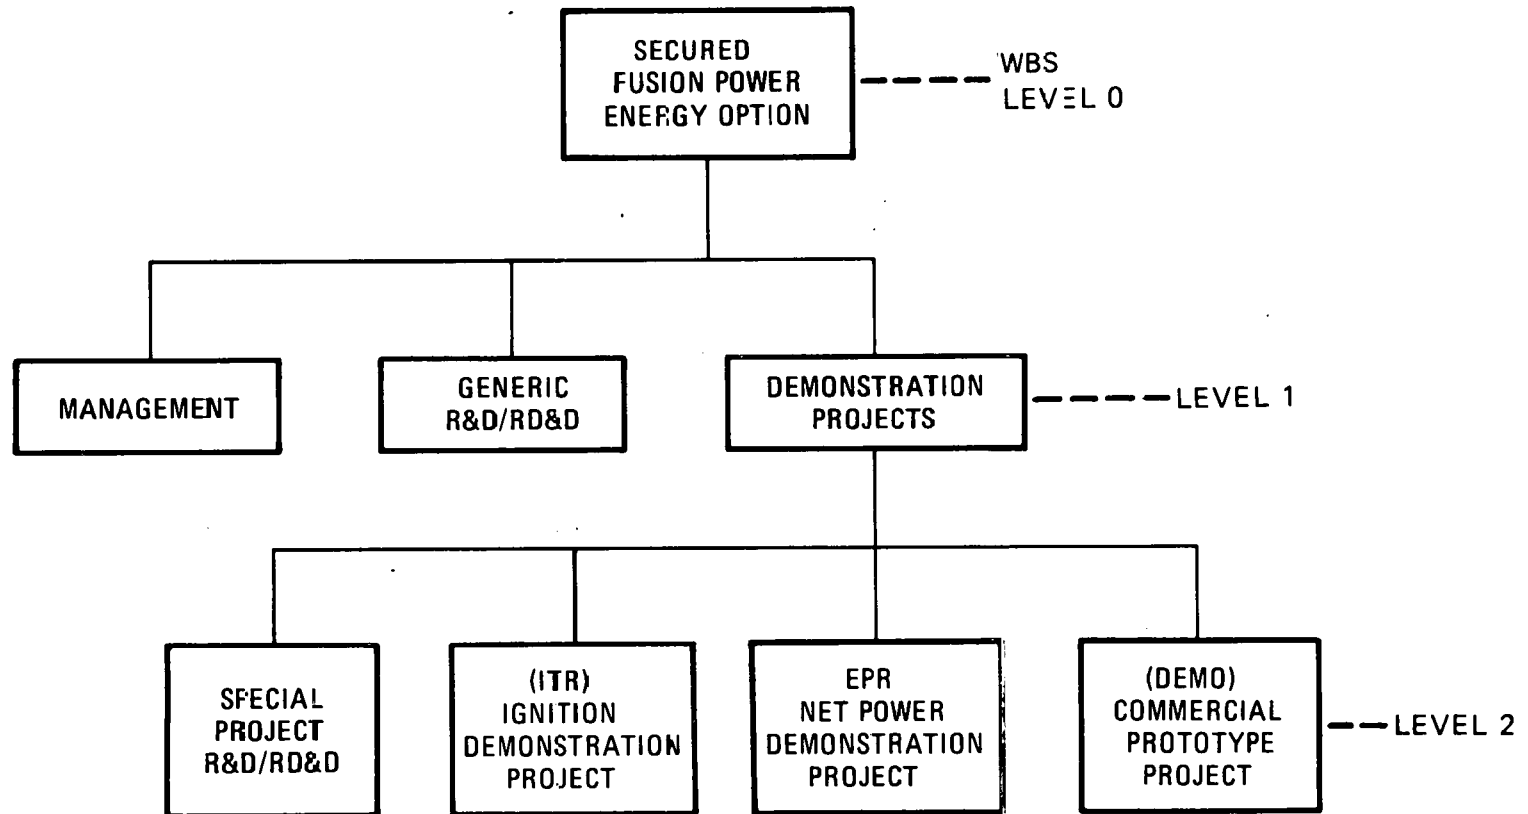 SECURED
FUSION POWER
ENERGY OPTION
WBS
LEVEL 0
MANAGEMENT
GENERIC
R&D/RD&D
DEMONSTRATION
PROJECTS
LEVEL 1
SPECIAL
PROJECT
R&D/RD&D
(ITR)
IGNITION
DEMONSTRATION
PROJECT
EPR
NET POWER
DEMONSTRATION
PROJECT
(DEMO)
COMMERCIAL
PROTOTYPE
PROJECT
LEVEL 2